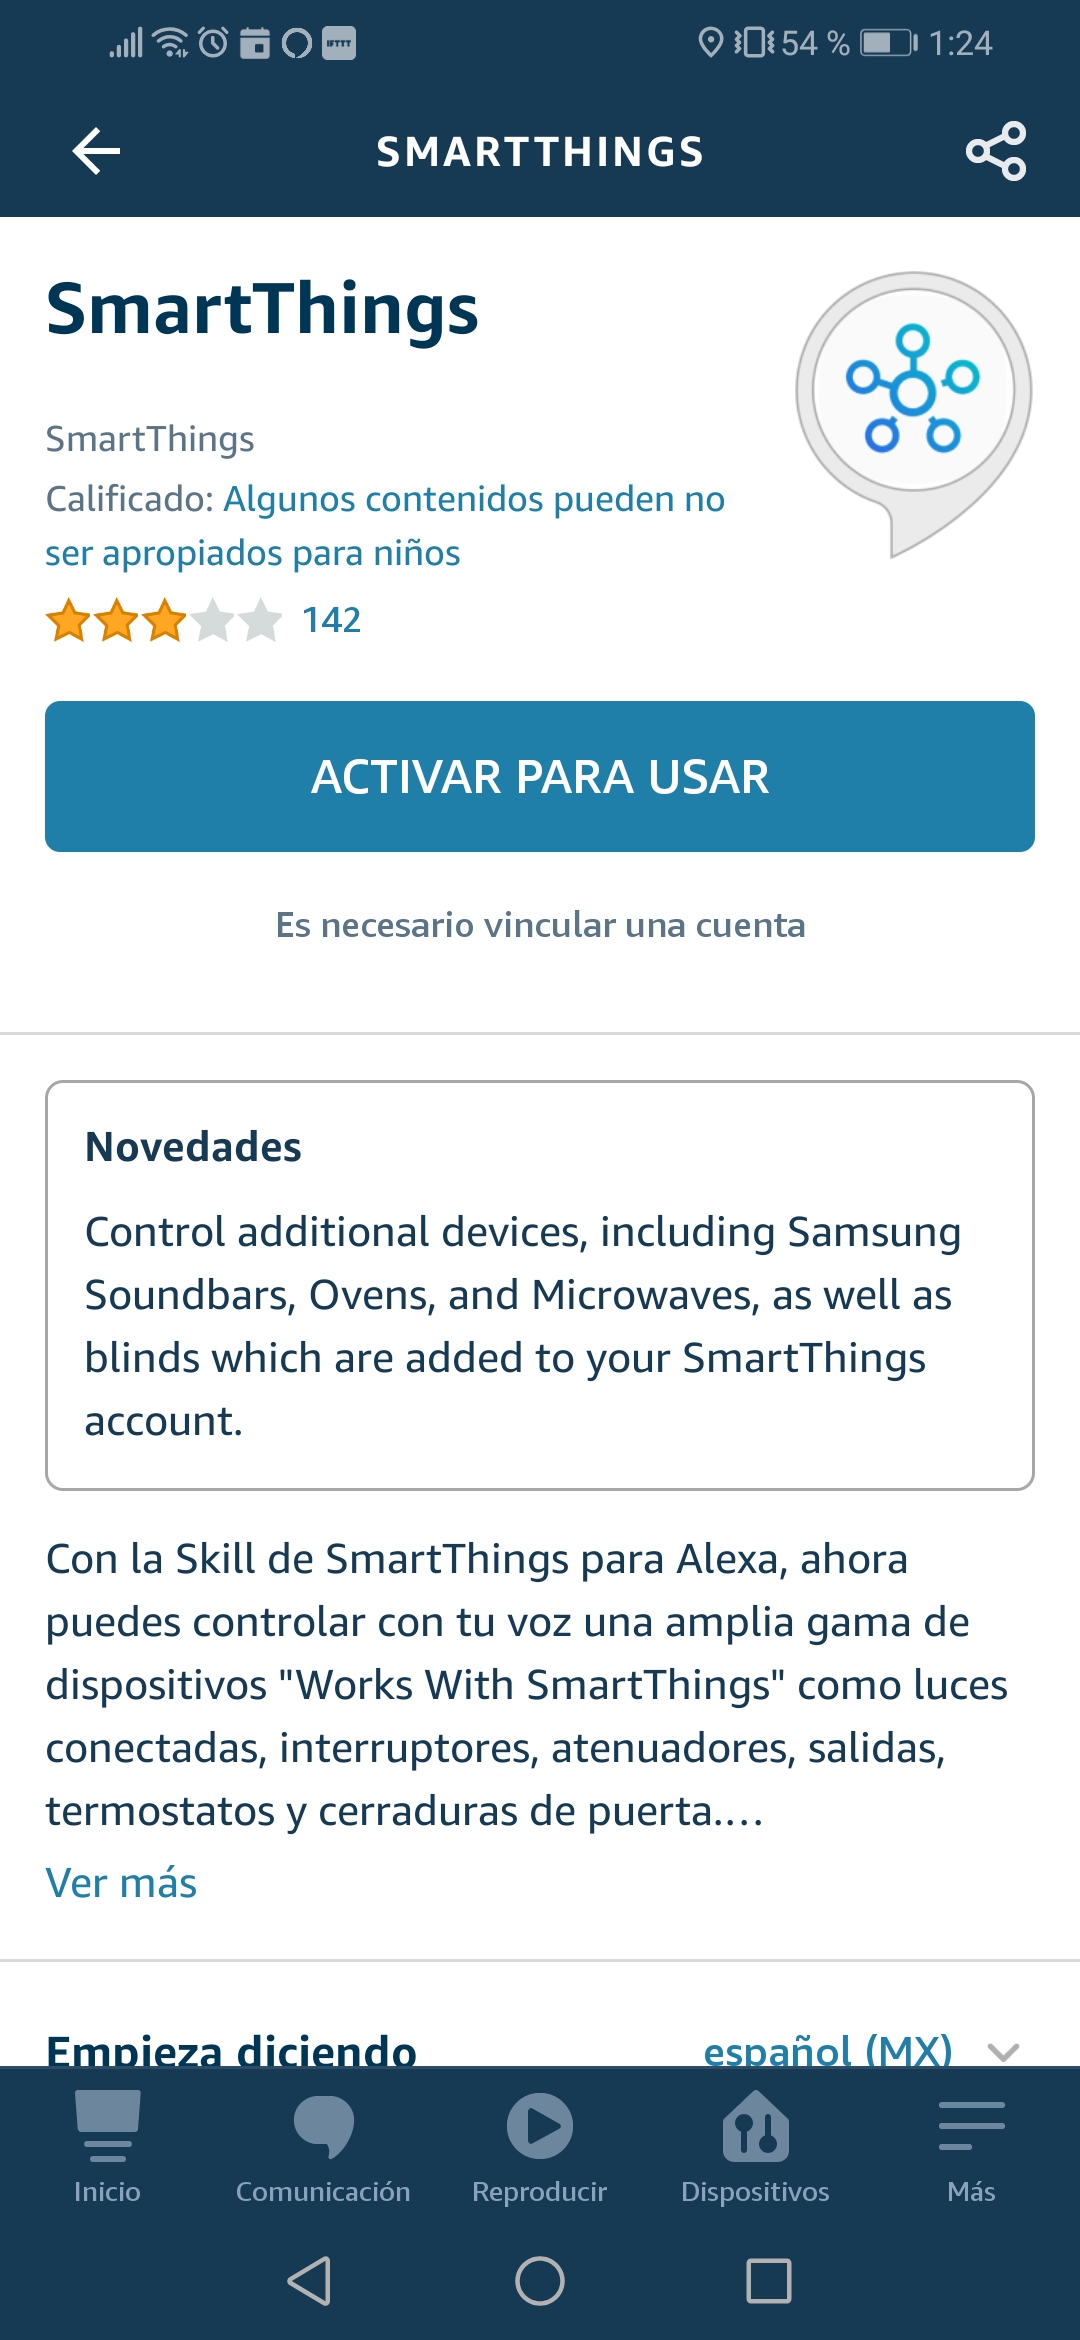 IFTTT 54 % 1:24
SMARTTHINGS
SmartThings
SmartThings
Calificado: Algunos contenidos pueden no
ser apropiados para niños
142
ACTIVAR PARA USAR
Es necesario vincular una cuenta
Novedades
Control additional devices, including Samsung
Soundbars, Ovens, and Microwaves, as well as
blinds which are added to your SmartThings
account.
Con la Skill de SmartThings para Alexa, ahora
puedes controlar con tu voz una amplia gama de
dispositivos "Works With SmartThings" como luces
conectadas, interruptores, atenuadores, salidas,
termostatos y cerraduras de puerta....
Ver más
Empieza diciendo español (MX)
Inicio Comunicación Reproducir Dispositivos Más